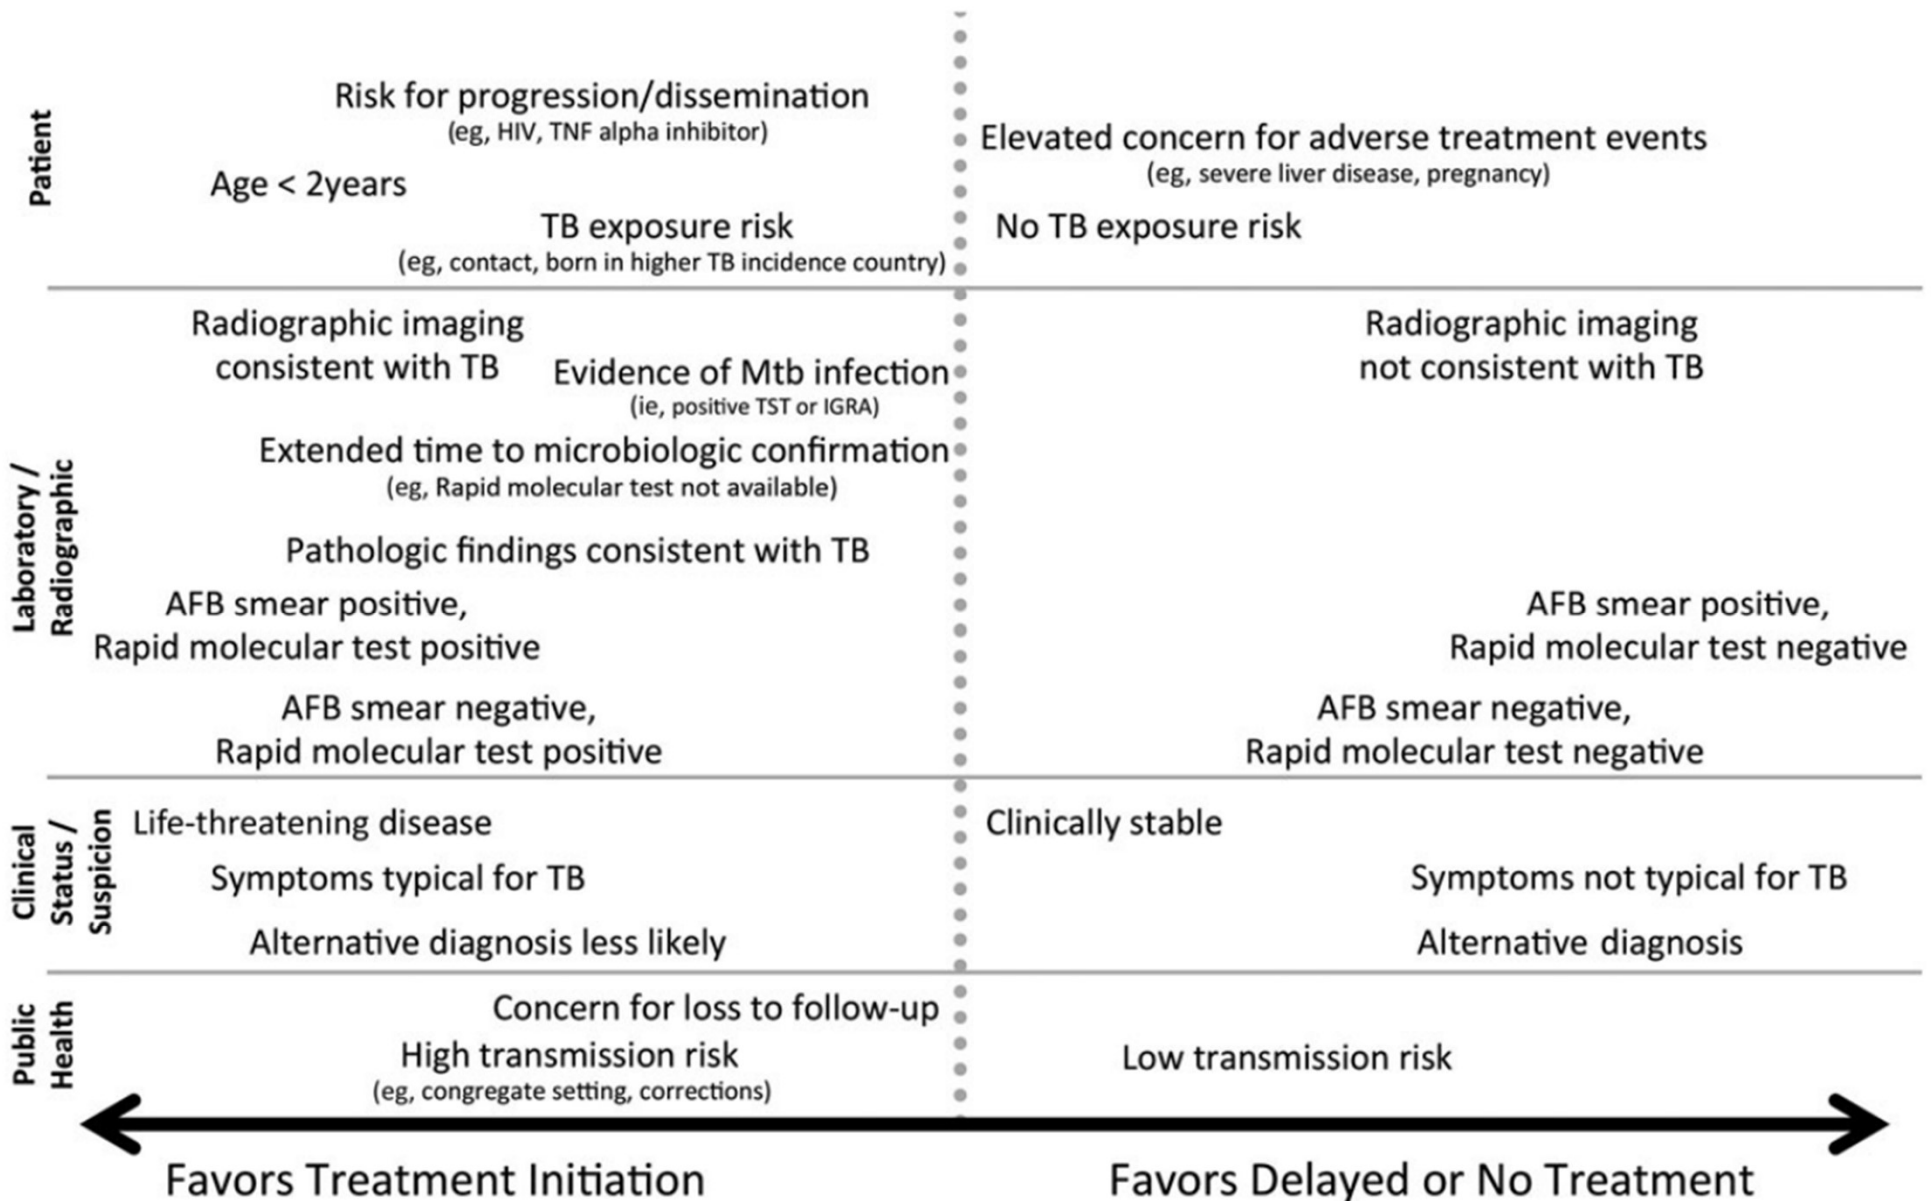 Patient
Risk for progression/dissemination
(eg, HIV, TNF alpha inhibitor)
Age < 2years
TB exposure risk
(eg, contact, born in higher TB incidence country)
Elevated concern for adverse treatment events
(eg, severe liver disease, pregnancy)
No TB exposure risk
Laboratory /
Radiographic
Radiographic imaging
consistent with TB
Evidence of Mtb infection
(ie, positive TST or IGRA)
Extended time to microbiologic confirmation
(eg, Rapid molecular test not available)
Pathologic findings consistent with TB
AFB smear positive,
Rapid molecular test positive
AFB smear negative,
Rapid molecular test positive
Radiographic imaging
not consistent with TB
AFB smear positive,
Rapid molecular test negative
AFB smear negative,
Rapid molecular test negative
Clinical
Status /
Suspicion
Life-threatening disease
Symptoms typical for TB
Alternative diagnosis less likely
Clinically stable
Symptoms not typical for TB
Alternative diagnosis
Public
Health
Concern for loss to follow-up
High transmission risk
(eg, congregate setting, corrections)
Low transmission risk
Favors Treatment Initiation
Favors Delayed or No Treatment